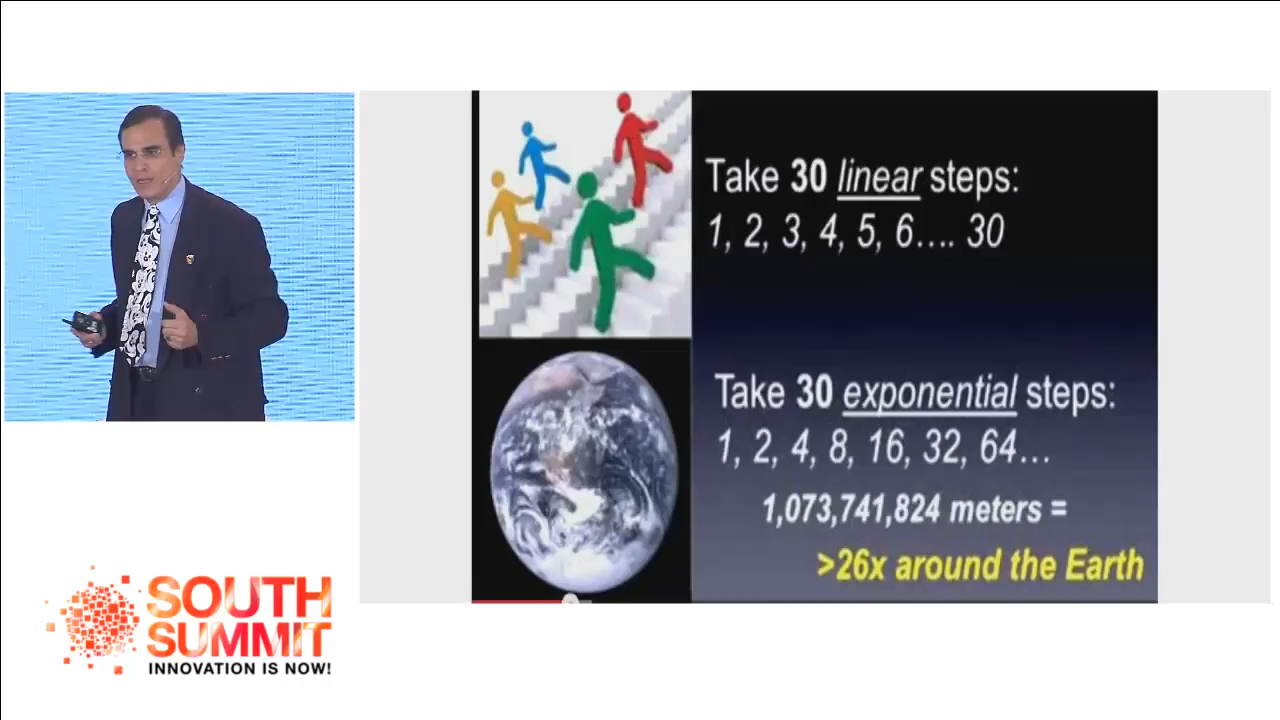 Take 30 linear steps:
1, 2, 3, 4, 5, 6.... 30
Take 30 exponential steps:
1, 2, 4, 8, 16, 32, 64...
1,073,741,824 meters =
>26x around the Earth
SOUTH
SUMMIT
INNOVATION IS NOW!